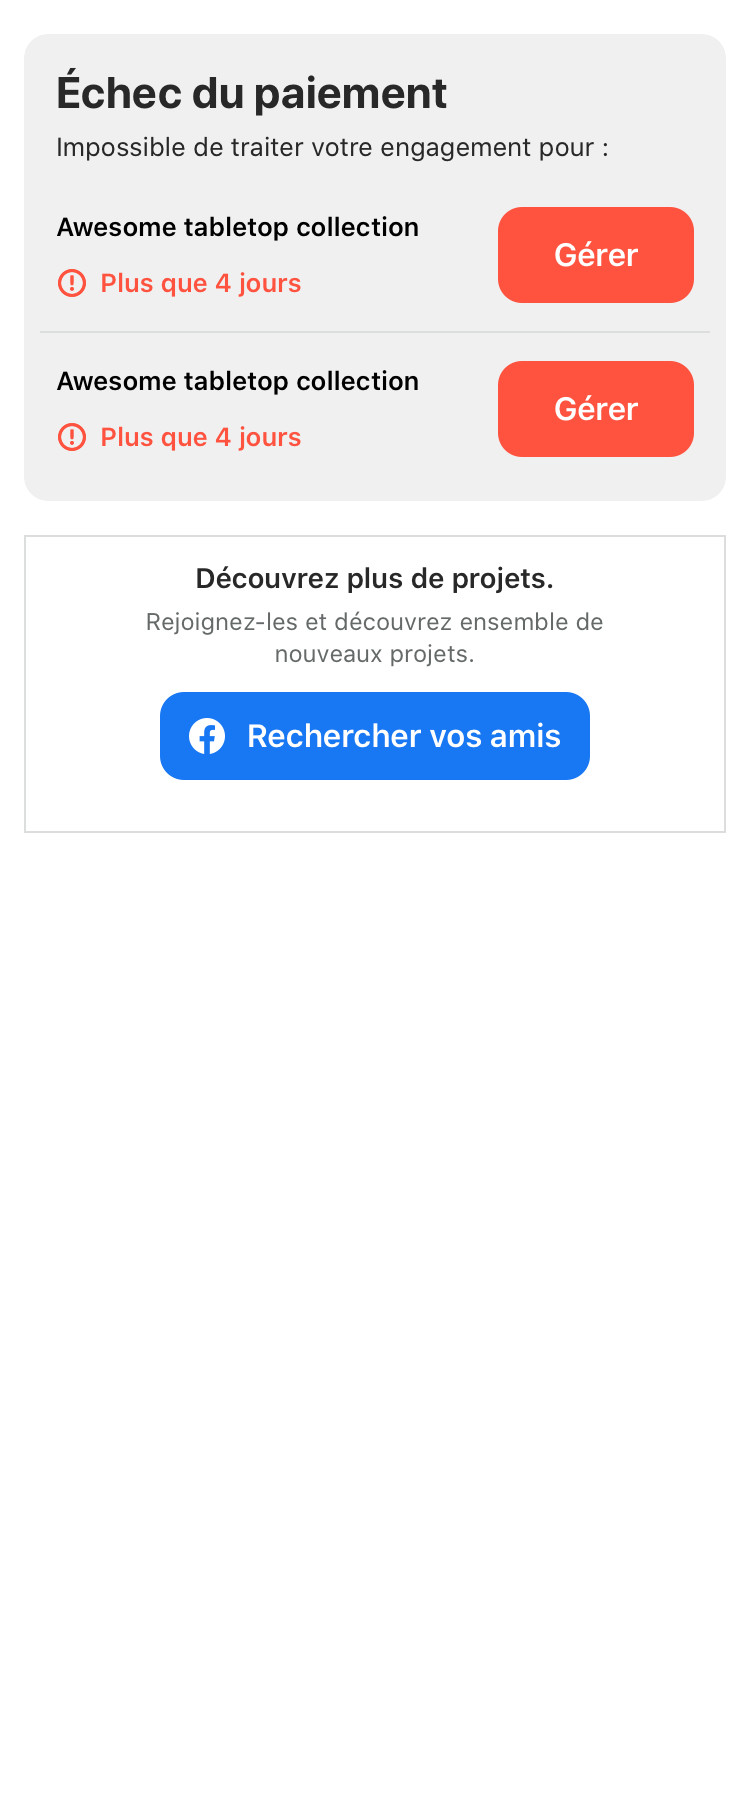 Échec du paiement
Impossible de traiter votre engagement pour :
Awesome tabletop collection
Gérer
Plus que 4 jours
Awesome tabletop collection
Gérer
Plus que 4 jours
Découvrez plus de projets.
Rejoignez-les et découvrez ensemble de
nouveaux projets.
Rechercher vos amis